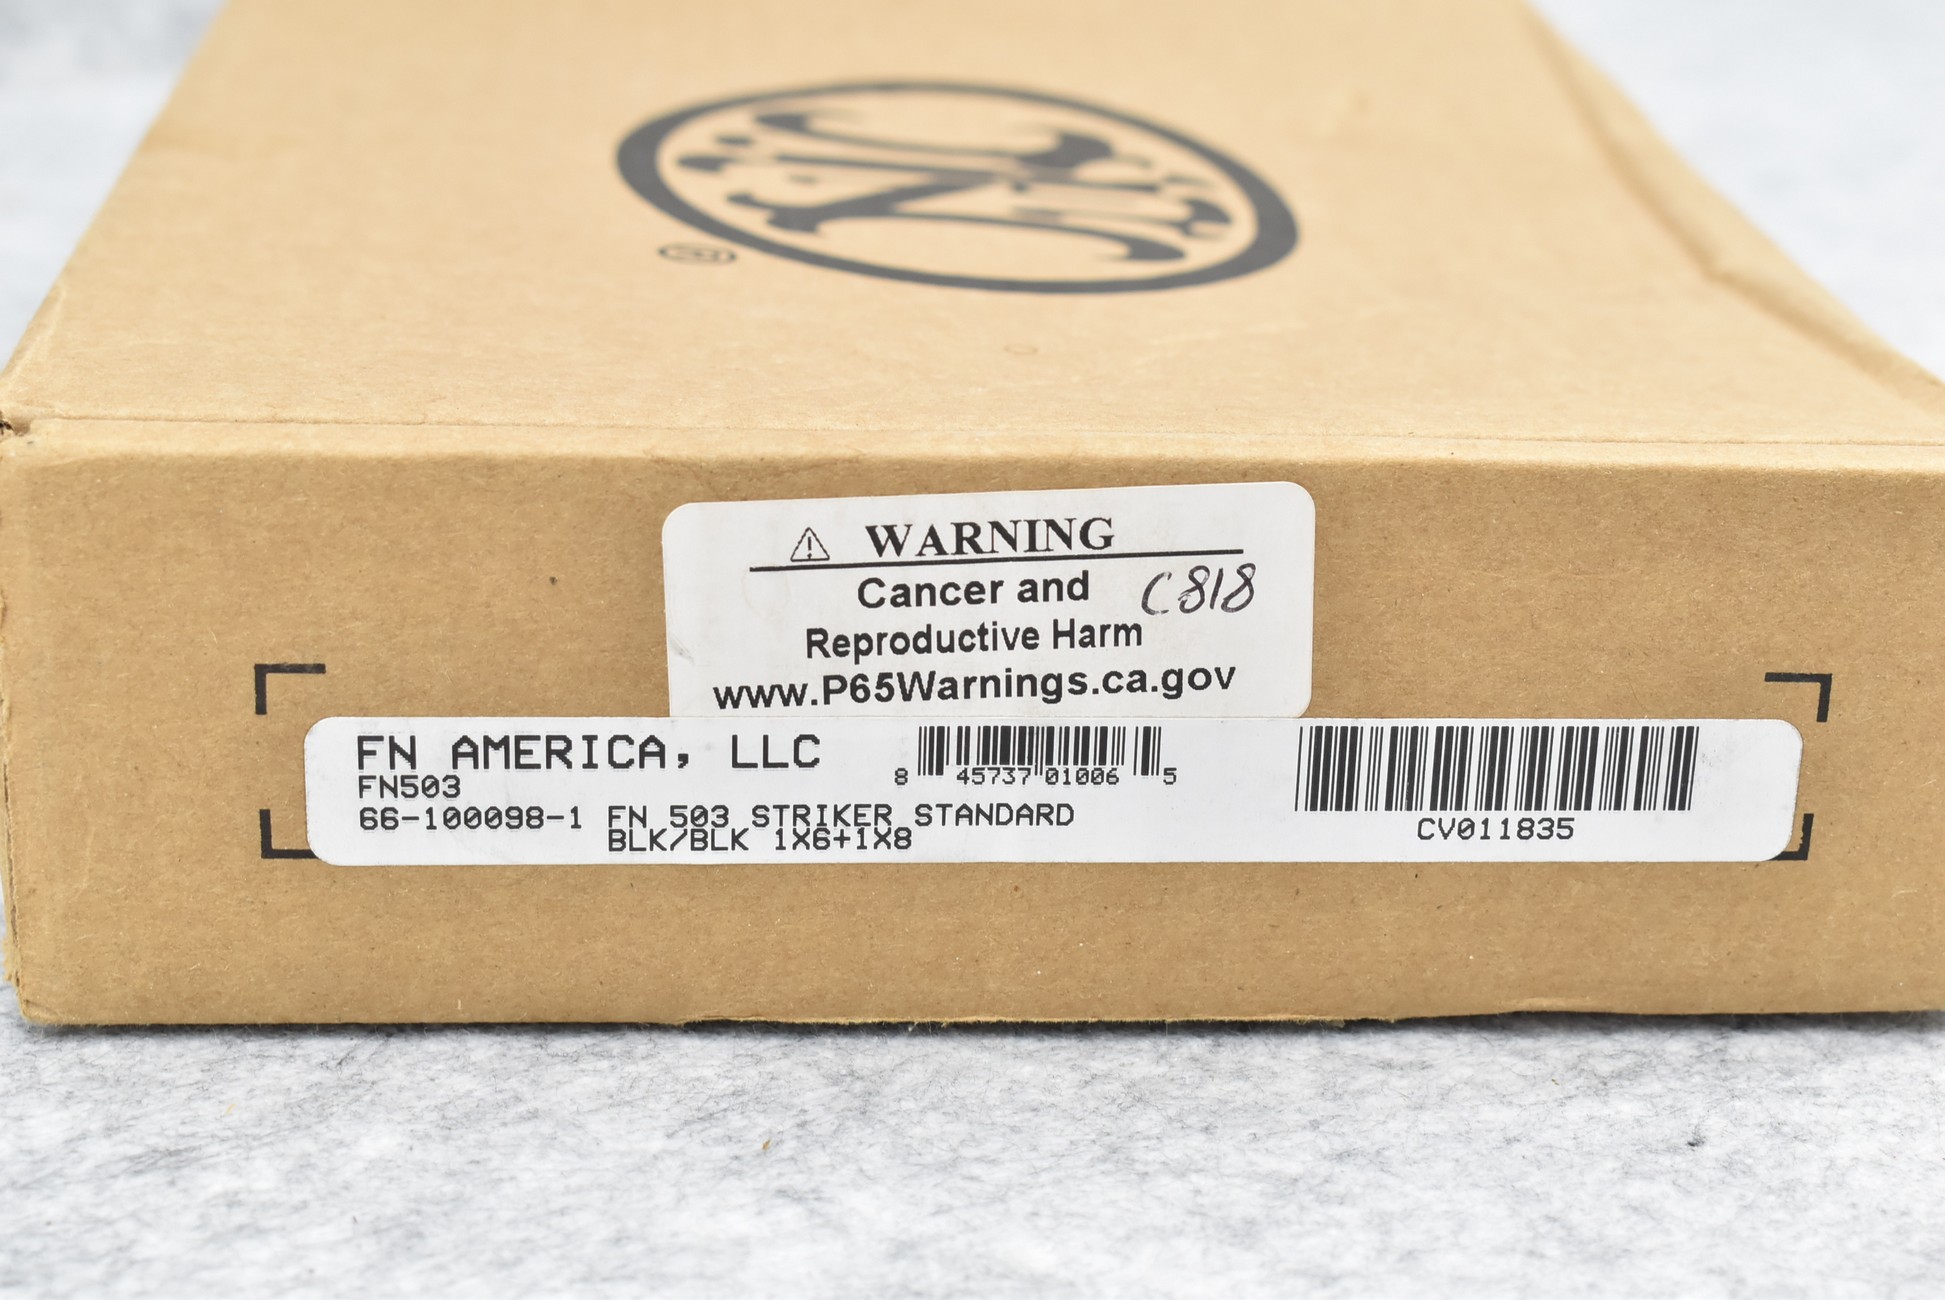 FN
®
WARNING
Cancer and C818
Reproductive Harm
www.P65Warnings.ca.gov
FN AMERICA, LLC
FN503
66-100098-1 FN 503 STRIKER STANDARD
BLK/BLK 1X6+1X8
8 45737 01006 5
CV011835